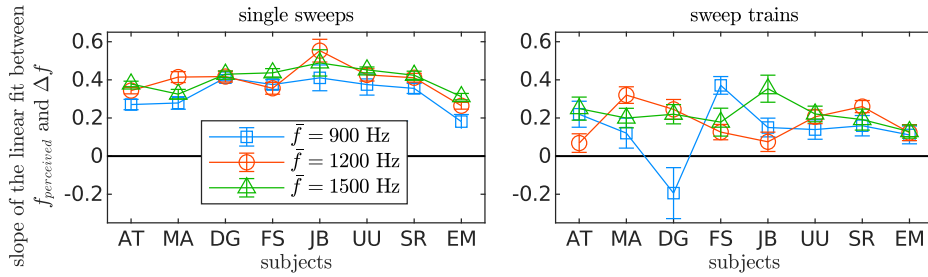 single sweeps
sweep trains
slope of the linear fit between
f_perceived and Δf
0.6
0.4
0.2
0
-0.2
f̄ = 900 Hz
f̄ = 1200 Hz
f̄ = 1500 Hz
AT MA DG FS JB UU SR EM
subjects
0.6
0.4
0.2
0
-0.2
AT MA DG FS JB UU SR EM
subjects